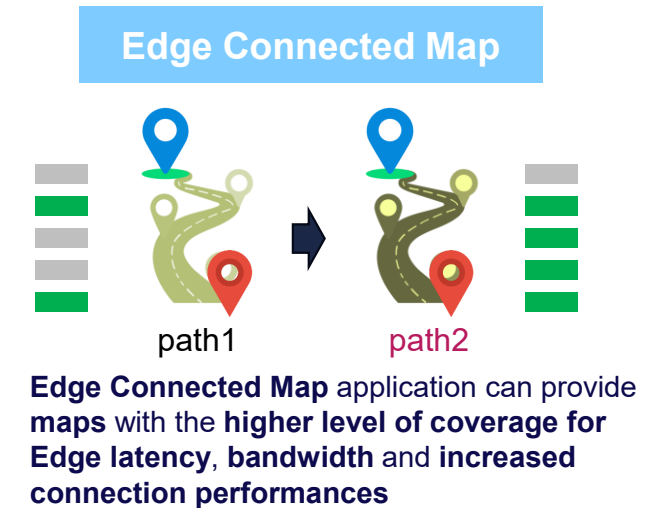 Edge Connected Map
path1
path2
Edge Connected Map application can provide
maps with the higher level of coverage for
Edge latency, bandwidth and increased
connection performances